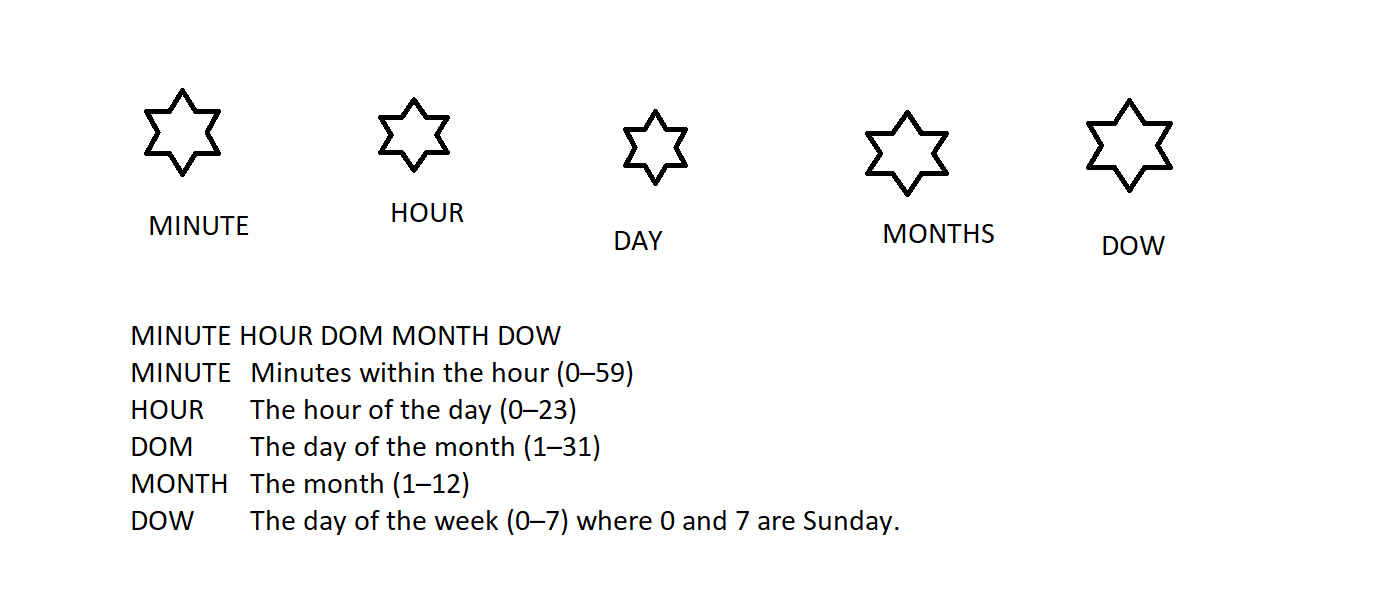 MINUTE
HOUR
DAY
MONTHS
DOW
MINUTE HOUR DOM MONTH DOW
MINUTE Minutes within the hour (0–59)
HOUR The hour of the day (0–23)
DOM The day of the month (1–31)
MONTH The month (1–12)
DOW The day of the week (0–7) where 0 and 7 are Sunday.